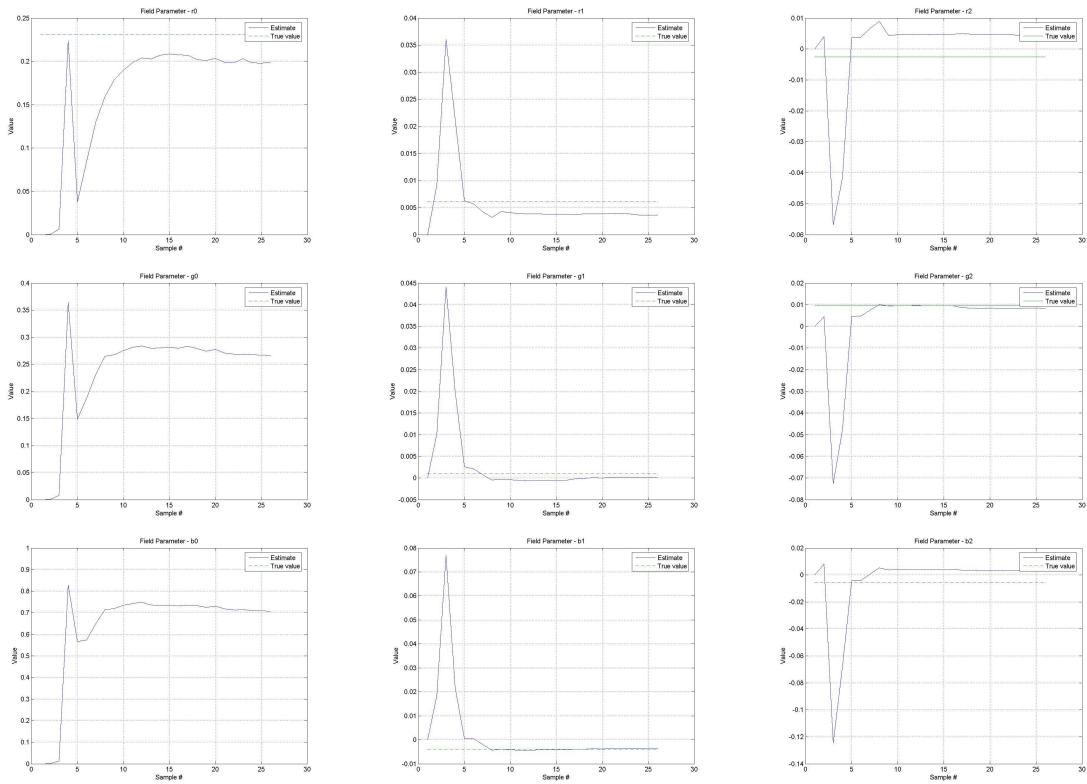 Field Parameter - r0
0.25
0.2
0.15
0.1
0.05
0
Value
0 5 10 15 20 25 30
Sample #
Estimate
True value
Field Parameter - r1
0.04
0.035
0.03
0.025
0.02
0.015
0.01
0.005
0
Value
0 5 10 15 20 25 30
Sample #
Estimate
True value
Field Parameter - r2
0.01
0
-0.01
-0.02
-0.03
-0.04
-0.05
-0.06
Value
0 5 10 15 20 25 30
Sample #
Estimate
True value
Field Parameter - g0
0.4
0.35
0.3
0.25
0.2
0.15
0.1
0.05
0
Value
0 5 10 15 20 25 30
Sample #
Estimate
True value
Field Parameter - g1
0.045
0.04
0.035
0.03
0.025
0.02
0.015
0.01
0.005
0
-0.005
Value
0 5 10 15 20 25 30
Sample #
Estimate
True value
Field Parameter - g2
0.02
0.01
0
-0.01
-0.02
-0.03
-0.04
-0.05
-0.06
-0.07
-0.08
Value
0 5 10 15 20 25 30
Sample #
Estimate
True value
Field Parameter - b0
1
0.9
0.8
0.7
0.6
0.5
0.4
0.3
0.2
0.1
0
Value
0 5 10 15 20 25 30
Sample #
Estimate
True value
Field Parameter - b1
0.08
0.07
0.06
0.05
0.04
0.03
0.02
0.01
0
-0.01
Value
0 5 10 15 20 25 30
Sample #
Estimate
True value
Field Parameter - b2
0.02
0
-0.02
-0.04
-0.06
-0.08
-0.1
-0.12
-0.14
Value
0 5 10 15 20 25 30
Sample #
Estimate
True value